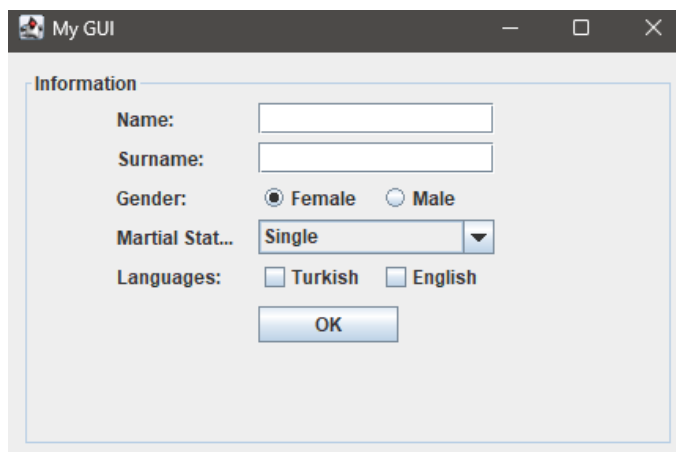 My GUI
Information
Name:
Surname:
Gender: Female Male
Martial Stat... Single
Languages: Turkish English
OK